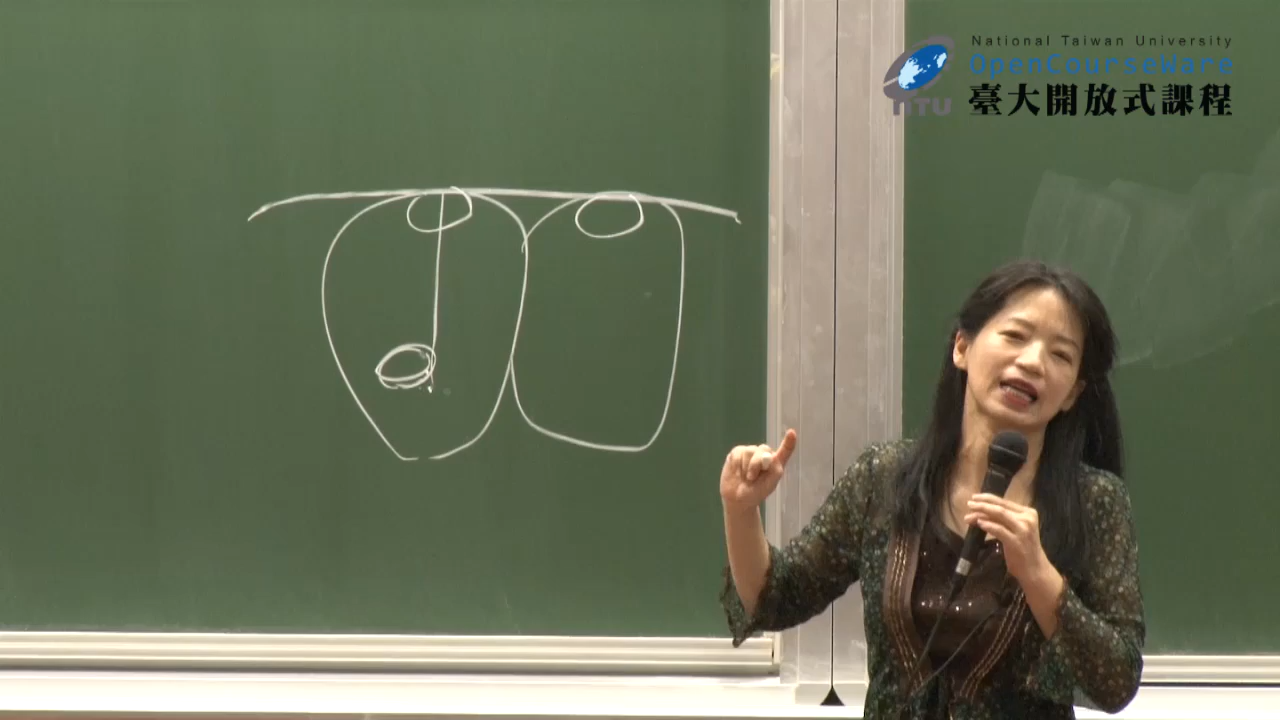 National Taiwan University
OpenCourseWare
NTU
臺大開放式課程